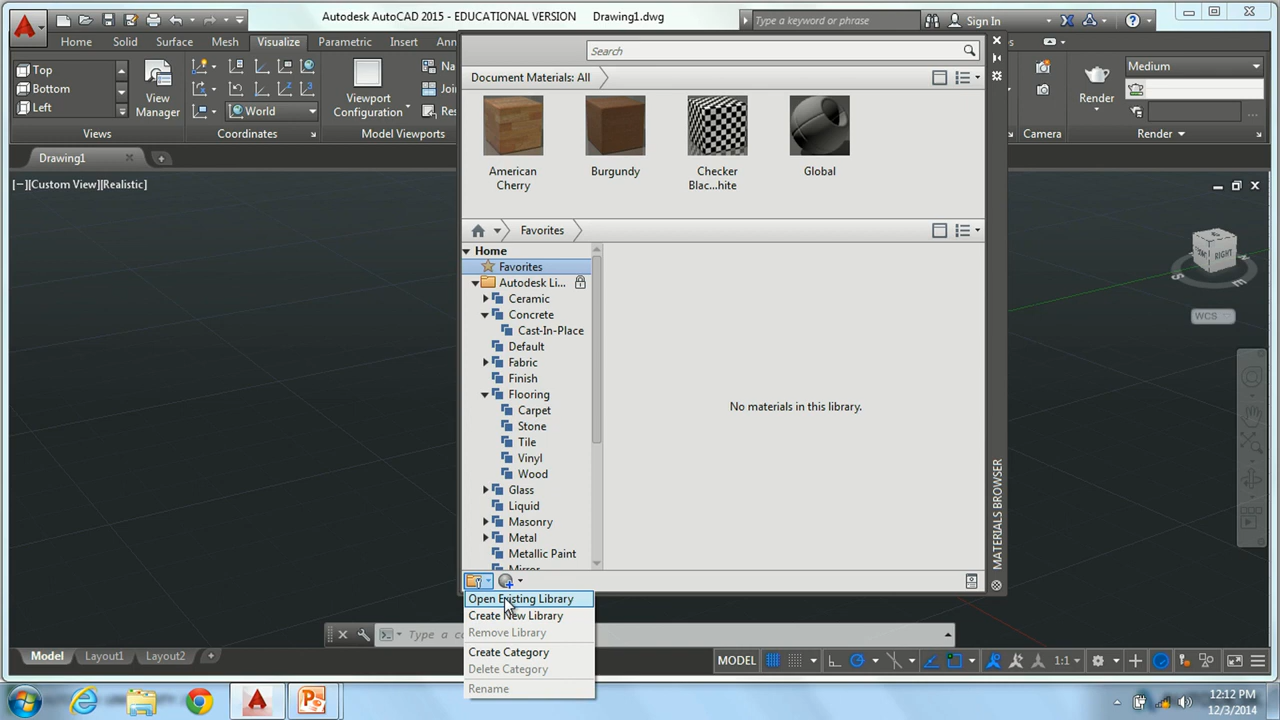 Autodesk AutoCAD 2015 - EDUCATIONAL VERSION Drawing1.dwg
Type a keyword or phrase
Sign In
Home Solid Surface Mesh Visualize Parametric Insert
Top
Bottom
Left
View
Manager
World
Viewport
Configuration
Render
Medium
Views
Coordinates
Model Viewports
Camera
Render
Drawing1
[−][Custom View][Realistic]
Search
Document Materials: All
American
Cherry
Burgundy
Checker
Blac...hite
Global
Favorites
Home
Favorites
Autodesk Li...
Ceramic
Concrete
Cast-In-Place
Default
Fabric
Finish
Flooring
Carpet
Stone
Tile
Vinyl
Wood
Glass
Liquid
Masonry
Metal
Metallic Paint
Mirror
No materials in this library.
MATERIALS BROWSER
RIGHT
S
E
WCS
Open Existing Library
Create New Library
Remove Library
Create Category
Delete Category
Rename
Type a co
Model Layout1 Layout2
MODEL
1:1
12:12 PM
12/3/2014